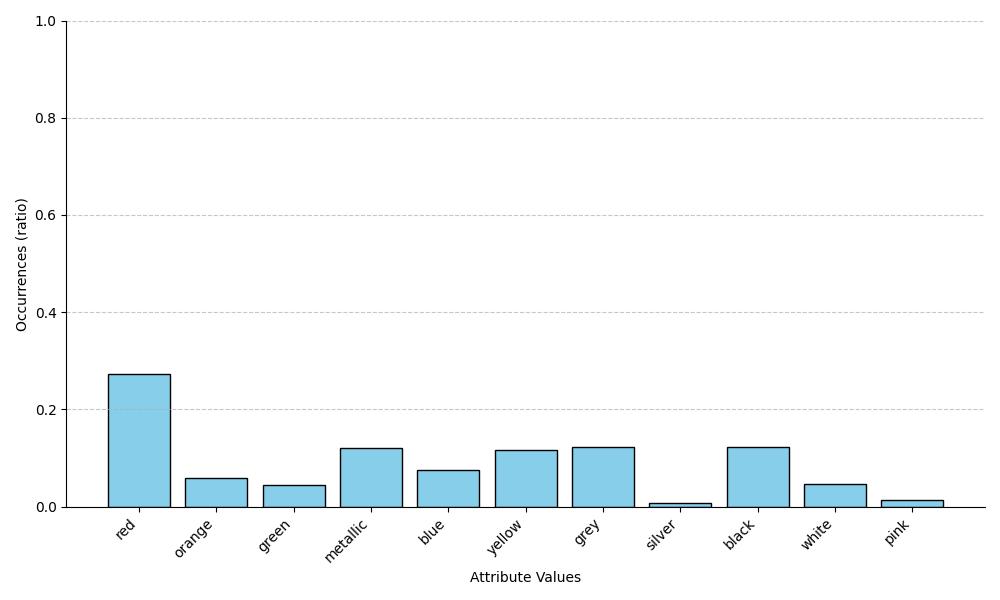 1.0
0.8
0.6
0.4
0.2
0.0
Occurrences (ratio)
red
orange
green
metallic
blue
yellow
grey
silver
black
white
pink
Attribute Values